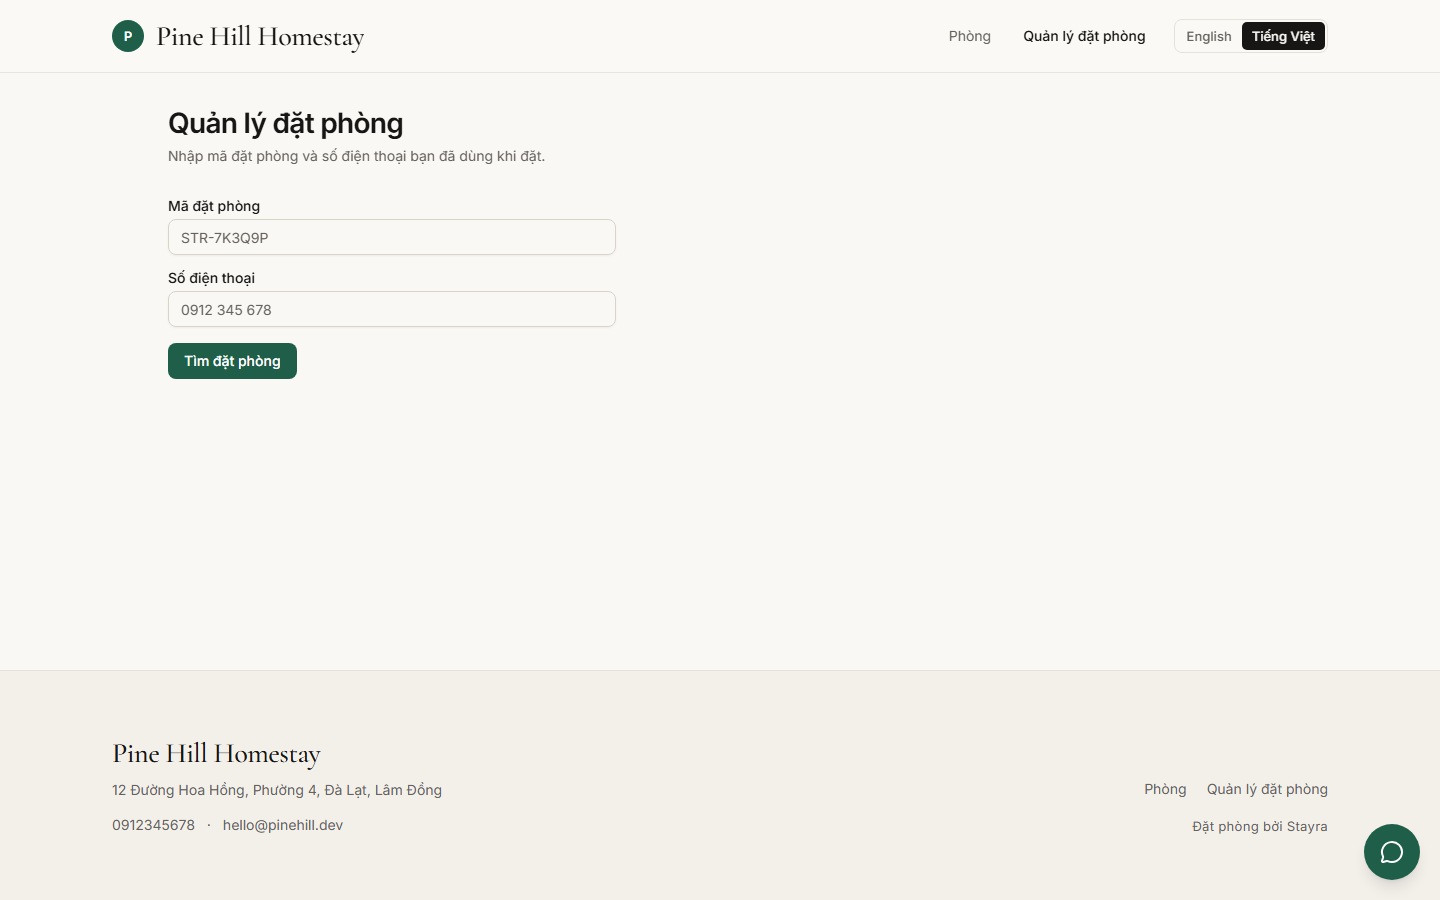 P Pine Hill Homestay Phòng Quản lý đặt phòng English Tiếng Việt
Quản lý đặt phòng
Nhập mã đặt phòng và số điện thoại bạn đã dùng khi đặt.
Mã đặt phòng
STR-7K3Q9P
Số điện thoại
0912 345 678
Tìm đặt phòng
Pine Hill Homestay
12 Đường Hoa Hồng, Phường 4, Đà Lạt, Lâm Đồng
Phòng Quản lý đặt phòng
0912345678 · hello@pinehill.dev
Đặt phòng bởi Stayra